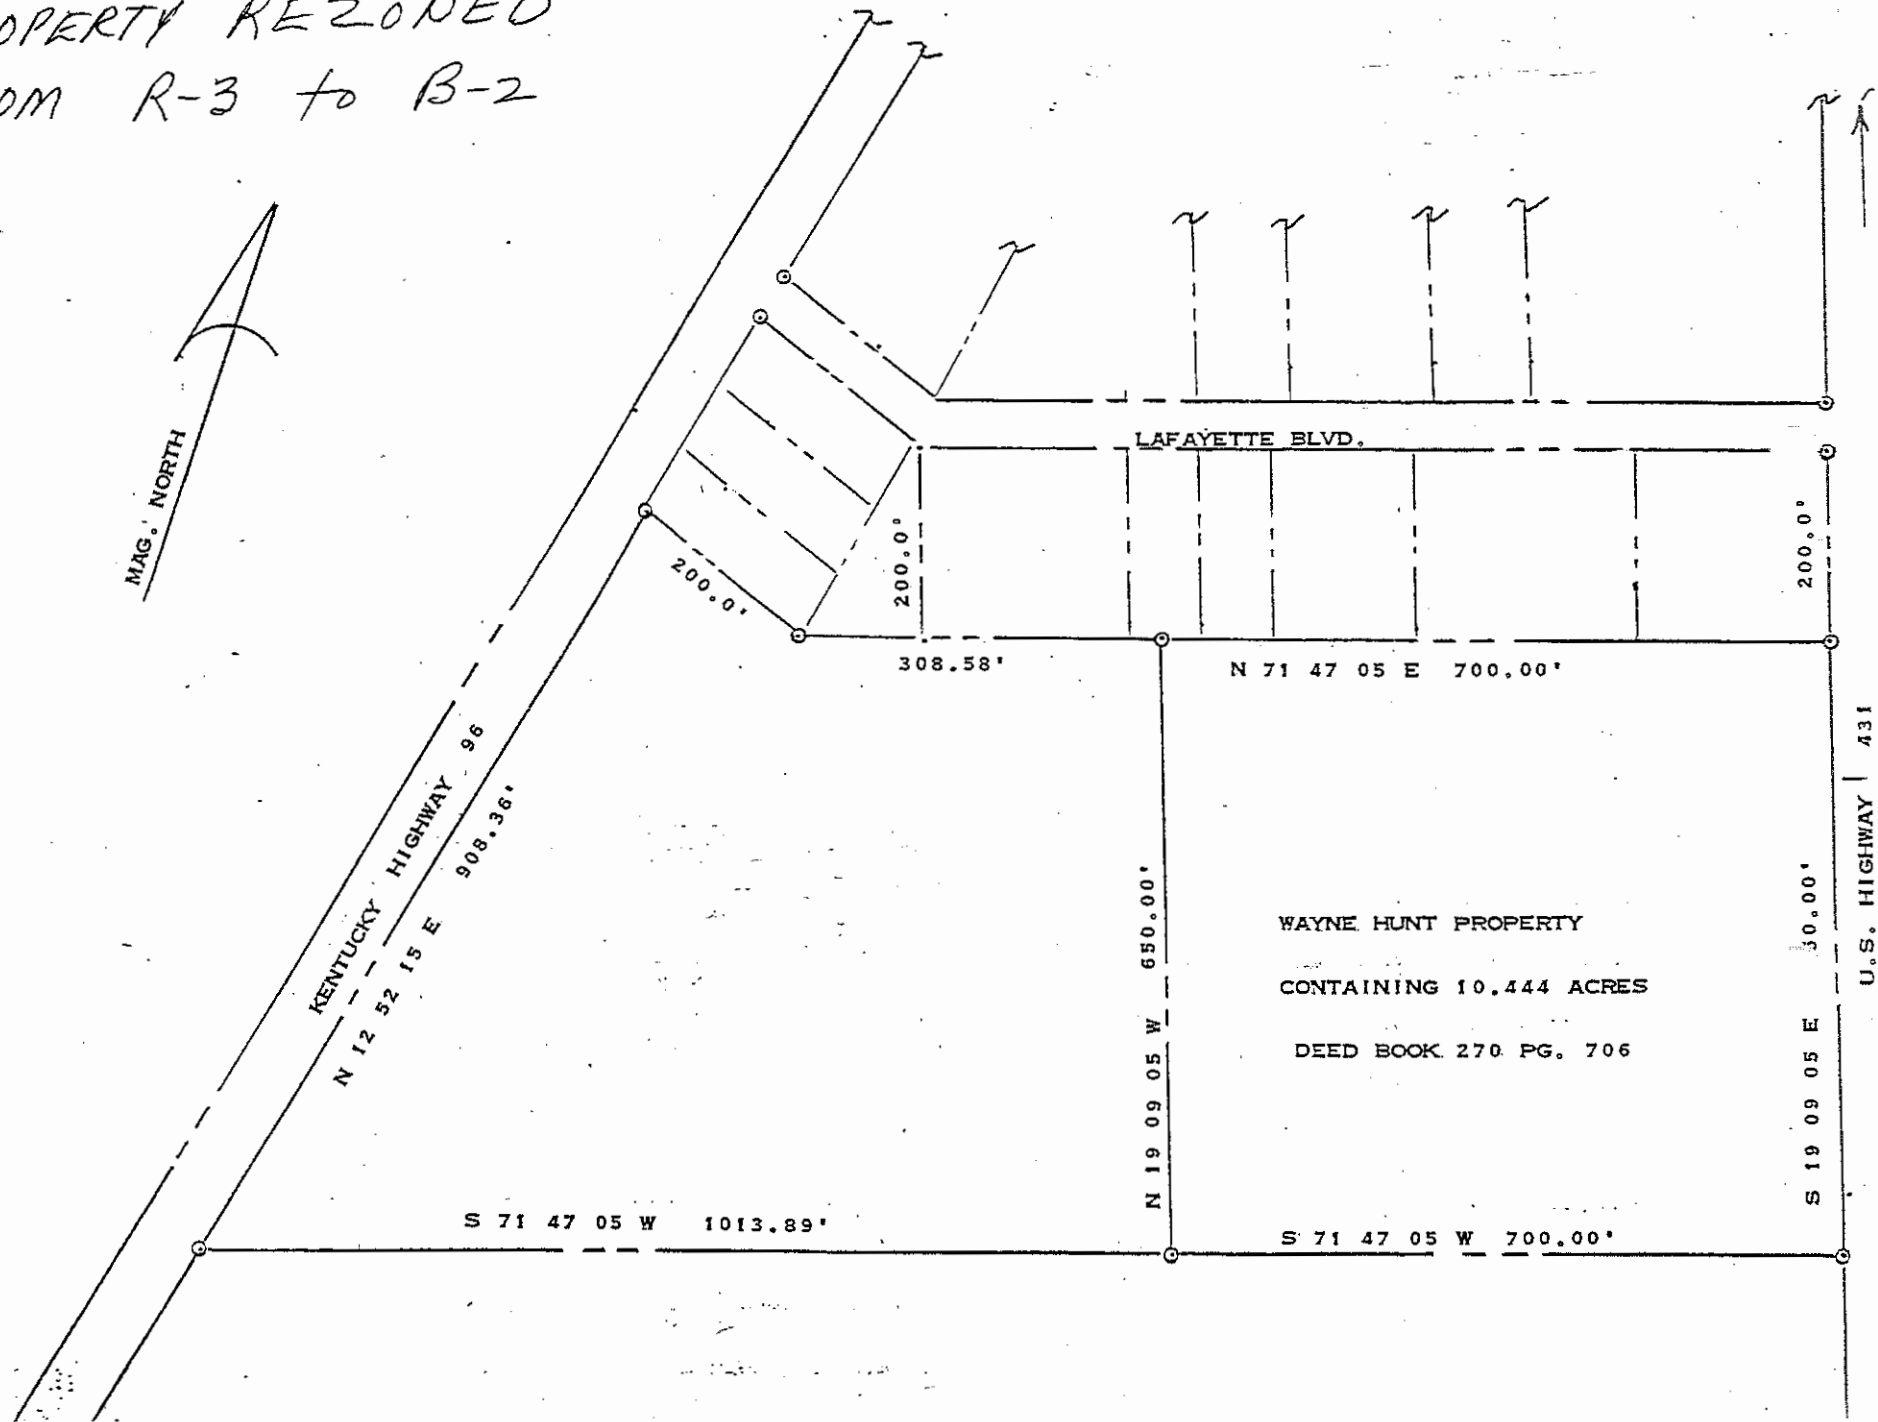 OPERTY REZONED
OM R-3 to B-2
MAG. NORTH
LAFAYETTE BLVD.
200.0'
200.0'
200.0'
308.58'
N 71 47 05 E 700.00'
KENTUCKY HIGHWAY 96
N 12 52 15 E 908.36'
N 19 09 05 W 650.00'
WAYNE HUNT PROPERTY
CONTAINING 10.444 ACRES
DEED BOOK 270 PG. 706
S 19 09 05 E 50.00'
U.S. HIGHWAY 431
S 71 47 05 W 1013.89'
S 71 47 05 W 700.00'